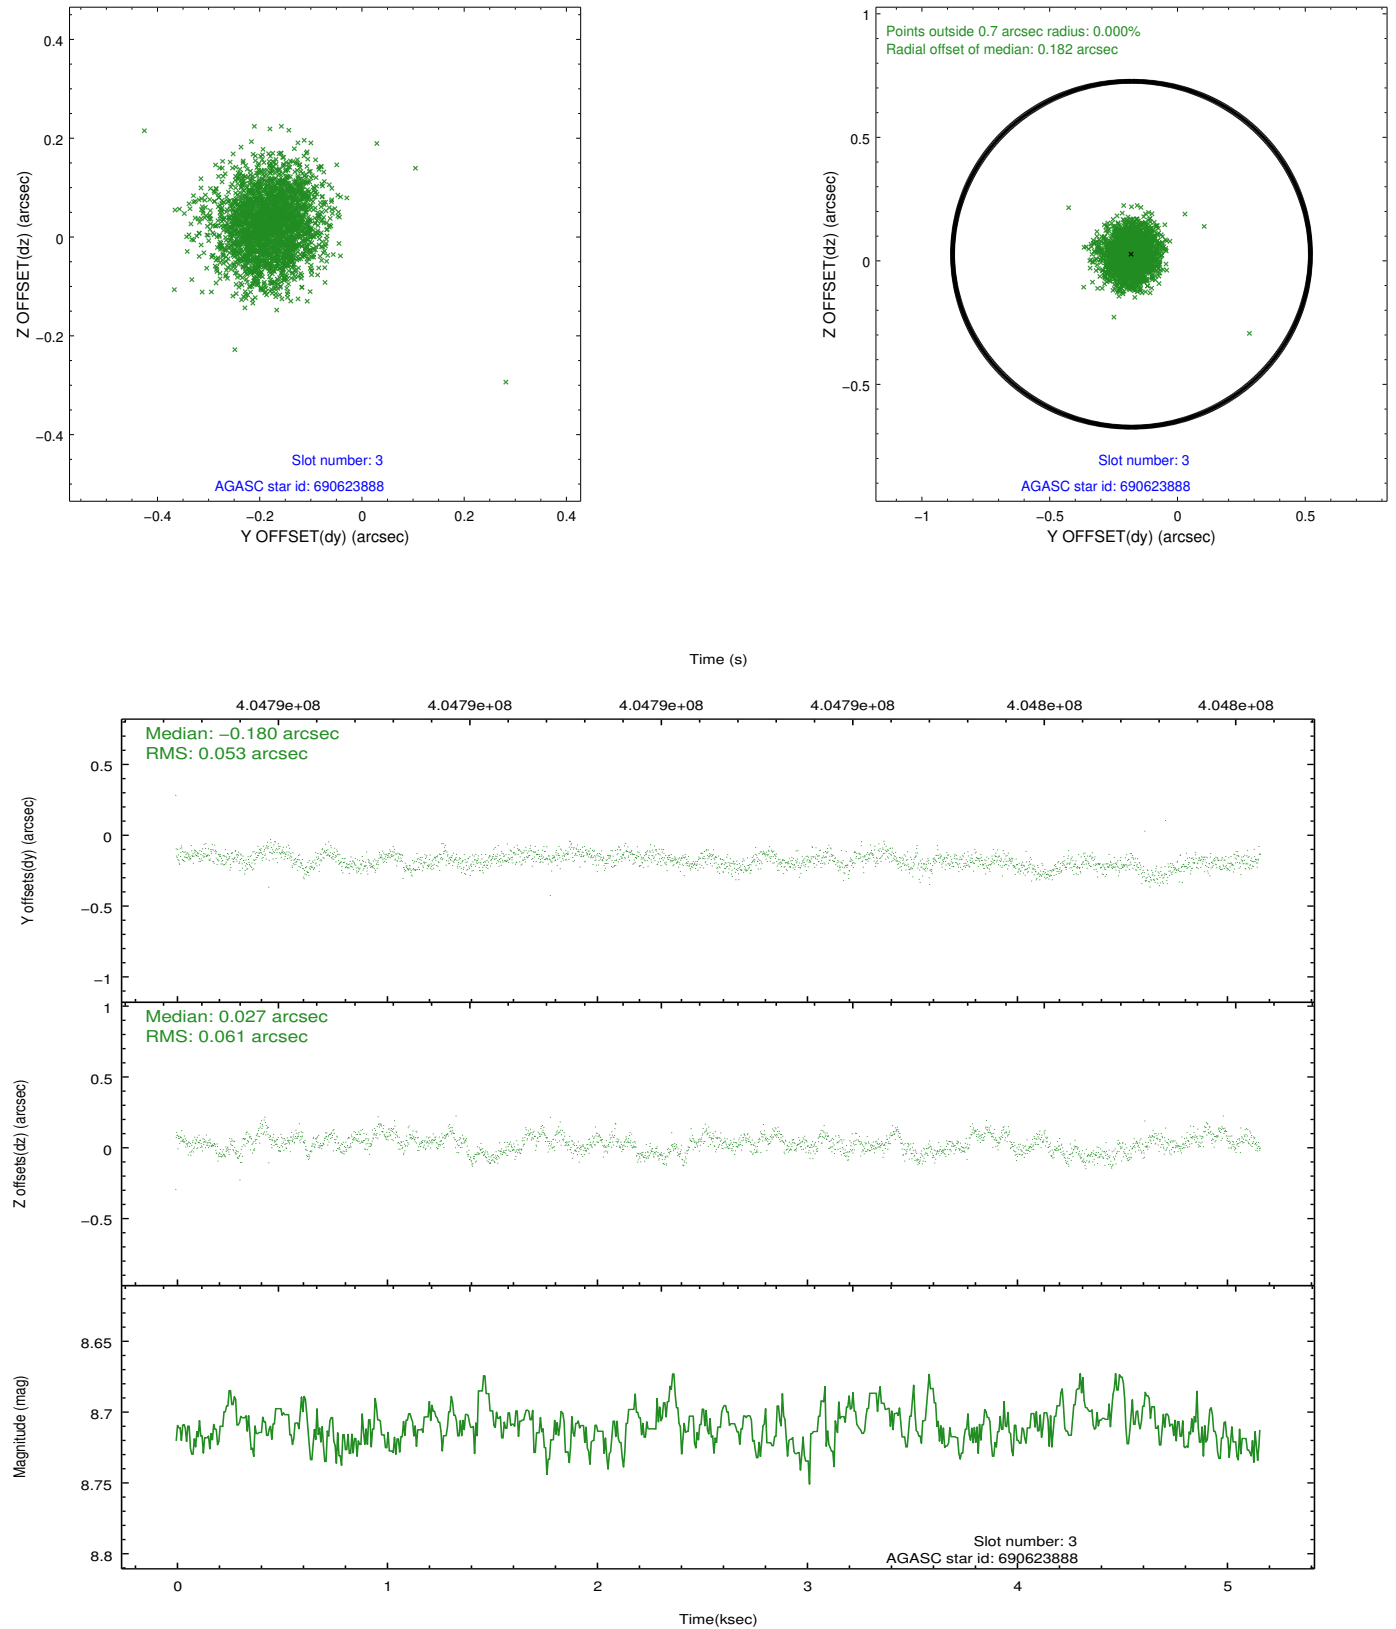 0.4
0.2
0
−0.2
−0.4
Z OFFSET(dz) (arcsec)
Slot number: 3
AGASC star id: 690623888
−0.4 −0.2 0 0.2 0.4
Y OFFSET(dy) (arcsec)
Points outside 0.7 arcsec radius: 0.000%
Radial offset of median: 0.182 arcsec
1
0.5
0
−0.5
Z OFFSET(dz) (arcsec)
Slot number: 3
AGASC star id: 690623888
−1 −0.5 0 0.5
Y OFFSET(dy) (arcsec)
Time (s)
4.0479e+08 4.0479e+08 4.0479e+08 4.0479e+08 4.048e+08 4.048e+08
Median: −0.180 arcsec
RMS: 0.053 arcsec
0.5
0
−0.5
−1
Y offsets(dy) (arcsec)
Median: 0.027 arcsec
RMS: 0.061 arcsec
1
0.5
0
−0.5
Z offsets(dz) (arcsec)
8.65
8.7
8.75
8.8
Magnitude (mag)
Slot number: 3
AGASC star id: 690623888
0 1 2 3 4 5
Time(ksec)